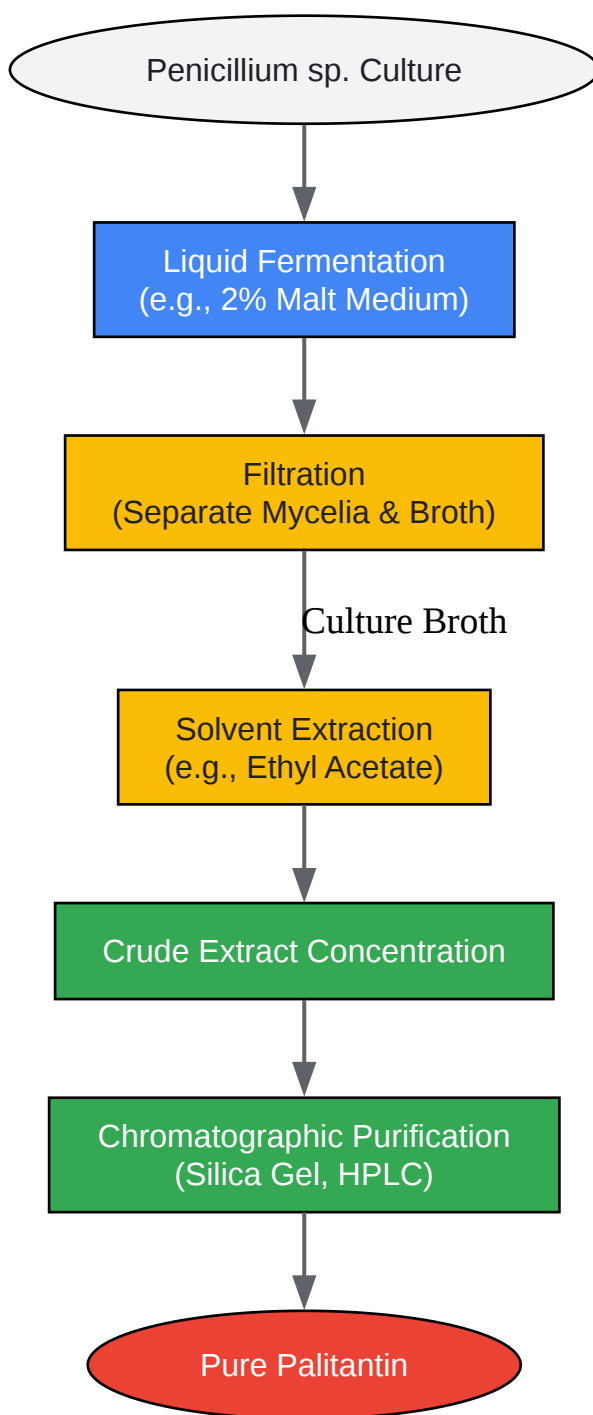 Penicillium sp. Culture
Liquid Fermentation
(e.g., 2% Malt Medium)
Filtration
(Separate Mycelia & Broth)
Culture Broth
Solvent Extraction
(e.g., Ethyl Acetate)
Crude Extract Concentration
Chromatographic Purification
(Silica Gel, HPLC)
Pure Palitantin